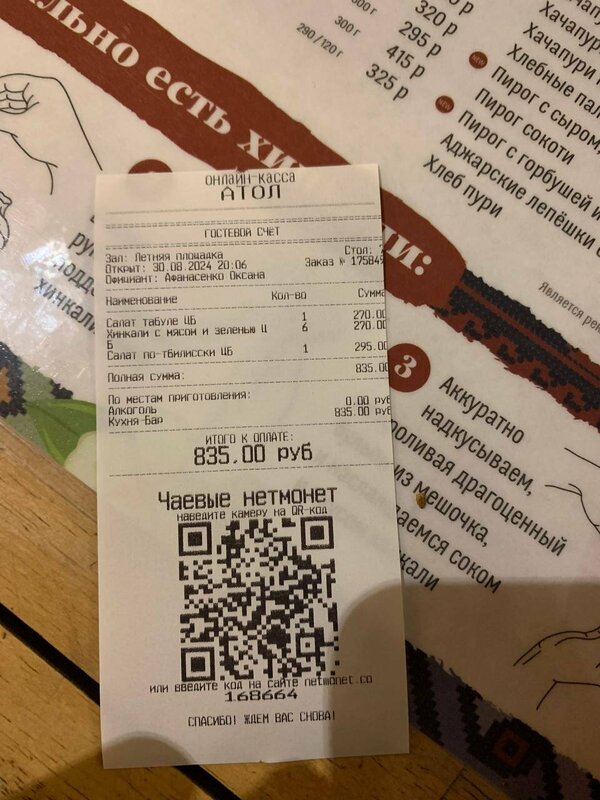 320 р
295 р
415 р
325 р
300 г
290/120 г
Хачапури
Хачапури
Хлебные
Пирог с сыром,
Пирог сокоти
Пирог с горбушей и
Аджарские лепёшки с
Хлеб пури
есть
ОНЛАЙН-КАССА
АТОЛ
ГОСТЕВОЙ СЧЕТ
Зал: Летняя площадка Стол:
Открыт: 30.08.2024 20:06 Заказ № 175849
Официант: Афанасенко Оксана
Наименование Кол-во Сумма
Салат табуле ЦБ 1 270.00
Хинкали с мясом и зеленью Ц 6 270.00
Б
Салат по-тбилисски ЦБ 1 295.00
Полная сумма: 835.00
По местам приготовления:
Алкоголь 0.00 руб
Кухня-Бар 835.00 руб
ИТОГО К ОПЛАТЕ:
835.00 руб
Чаевые нетмонет
наведите камеру на QR-код
или введите код на сайте netmonet.co
168664
СПАСИБО! ЖДЕМ ВАС СНОВА!
Является
3
Аккуратно
надкусываем,
драгоценный
из мешочка,
соком